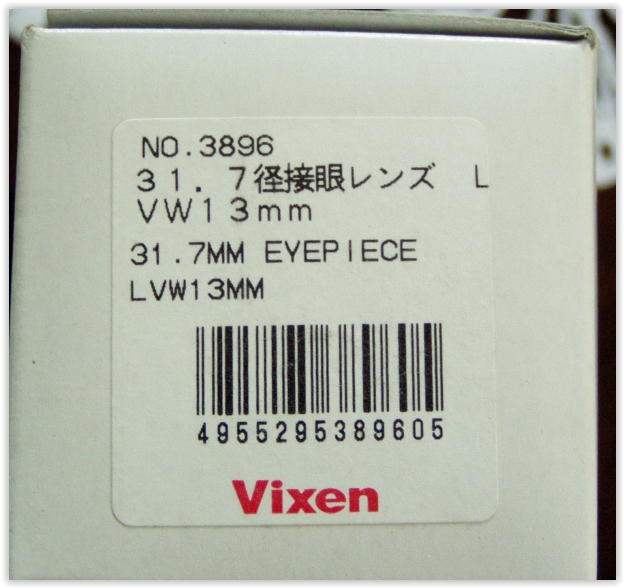 NO.3896
３１．７径接眼レンズ　Ｌ
ＶＷ１３ｍｍ
31.7MM EYEPIECE
LVW13MM
4955295389605
Vixen